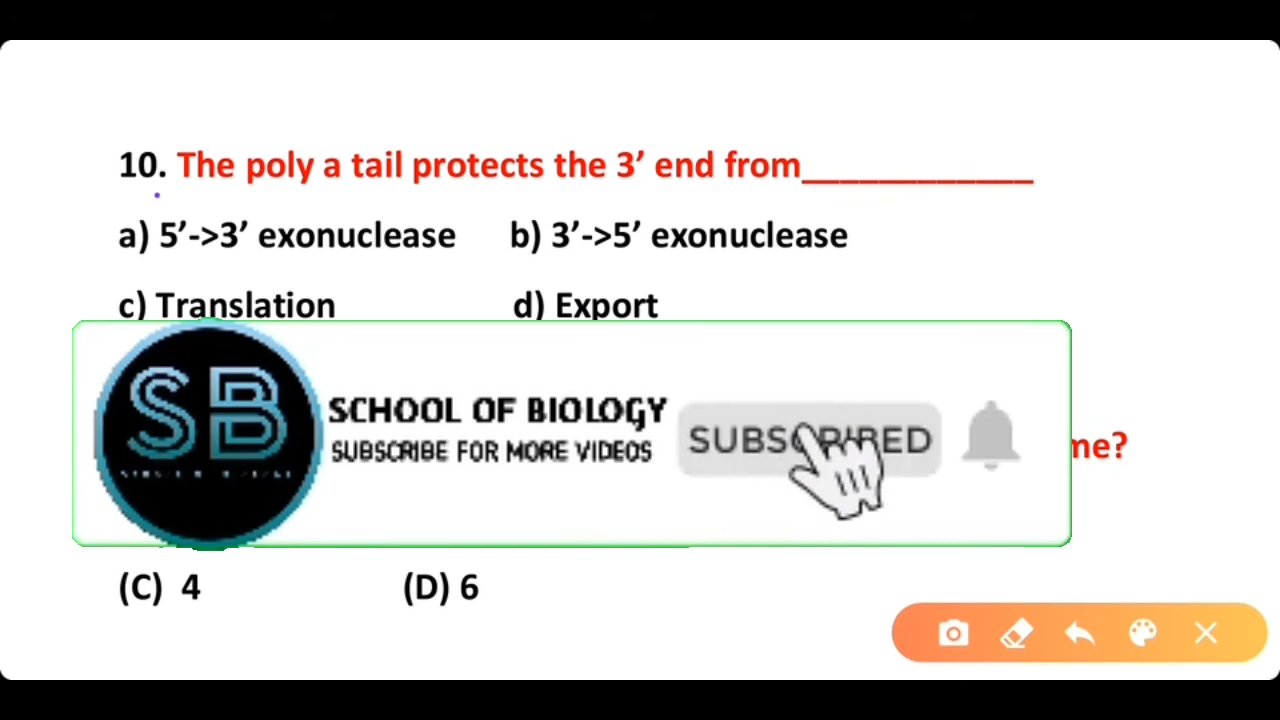 10. The poly a tail protects the 3’ end from____________
a) 5’->3’ exonuclease b) 3’->5’ exonuclease
c) Translation d) Export
SB
SCHOOL OF BIOLOGY
SUBSCRIBE FOR MORE VIDEOS
SUBSCRIBED
me?
(C) 4 (D) 6